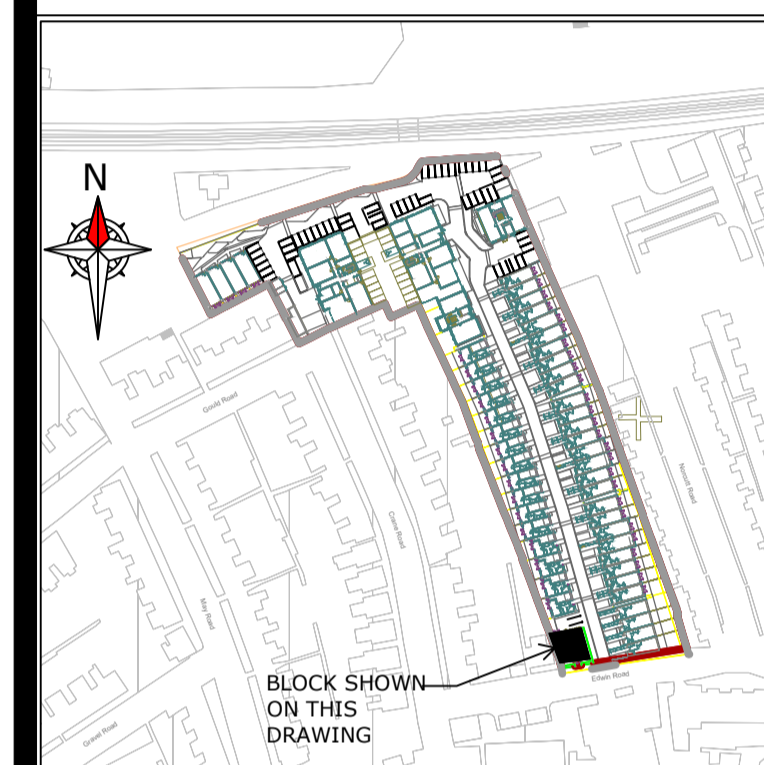 N
Gould Road
Crane Road
Norcutt Road
May Road
BLOCK SHOWN
ON THIS
DRAWING
Edwin Road
Gravel Road